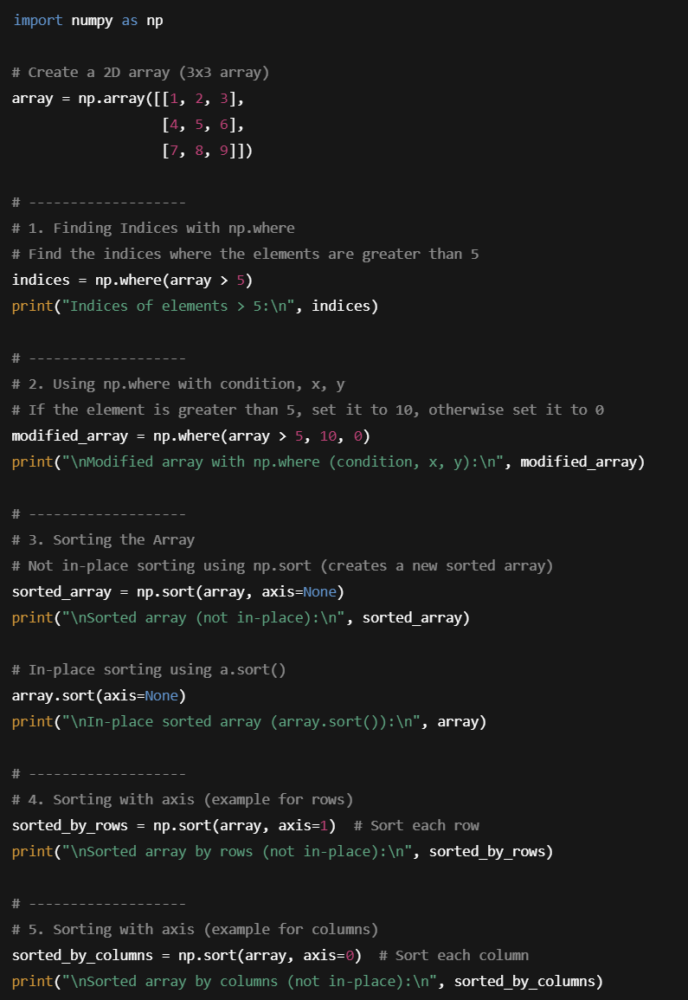 import numpy as np
# Create a 2D array (3x3 array)
array = np.array([[1, 2, 3],
                  [4, 5, 6],
                  [7, 8, 9]])
# -------------------
# 1. Finding Indices with np.where
# Find the indices where the elements are greater than 5
indices = np.where(array > 5)
print("Indices of elements > 5:\n", indices)
# -------------------
# 2. Using np.where with condition, x, y
# If the element is greater than 5, set it to 10, otherwise set it to 0
modified_array = np.where(array > 5, 10, 0)
print("\nModified array with np.where (condition, x, y):\n", modified_array)
# -------------------
# 3. Sorting the Array
# Not in-place sorting using np.sort (creates a new sorted array)
sorted_array = np.sort(array, axis=None)
print("\nSorted array (not in-place):\n", sorted_array)
# In-place sorting using a.sort()
array.sort(axis=None)
print("\nIn-place sorted array (array.sort()):\n", array)
# -------------------
# 4. Sorting with axis (example for rows)
sorted_by_rows = np.sort(array, axis=1)  # Sort each row
print("\nSorted array by rows (not in-place):\n", sorted_by_rows)
# -------------------
# 5. Sorting with axis (example for columns)
sorted_by_columns = np.sort(array, axis=0)  # Sort each column
print("\nSorted array by columns (not in-place):\n", sorted_by_columns)